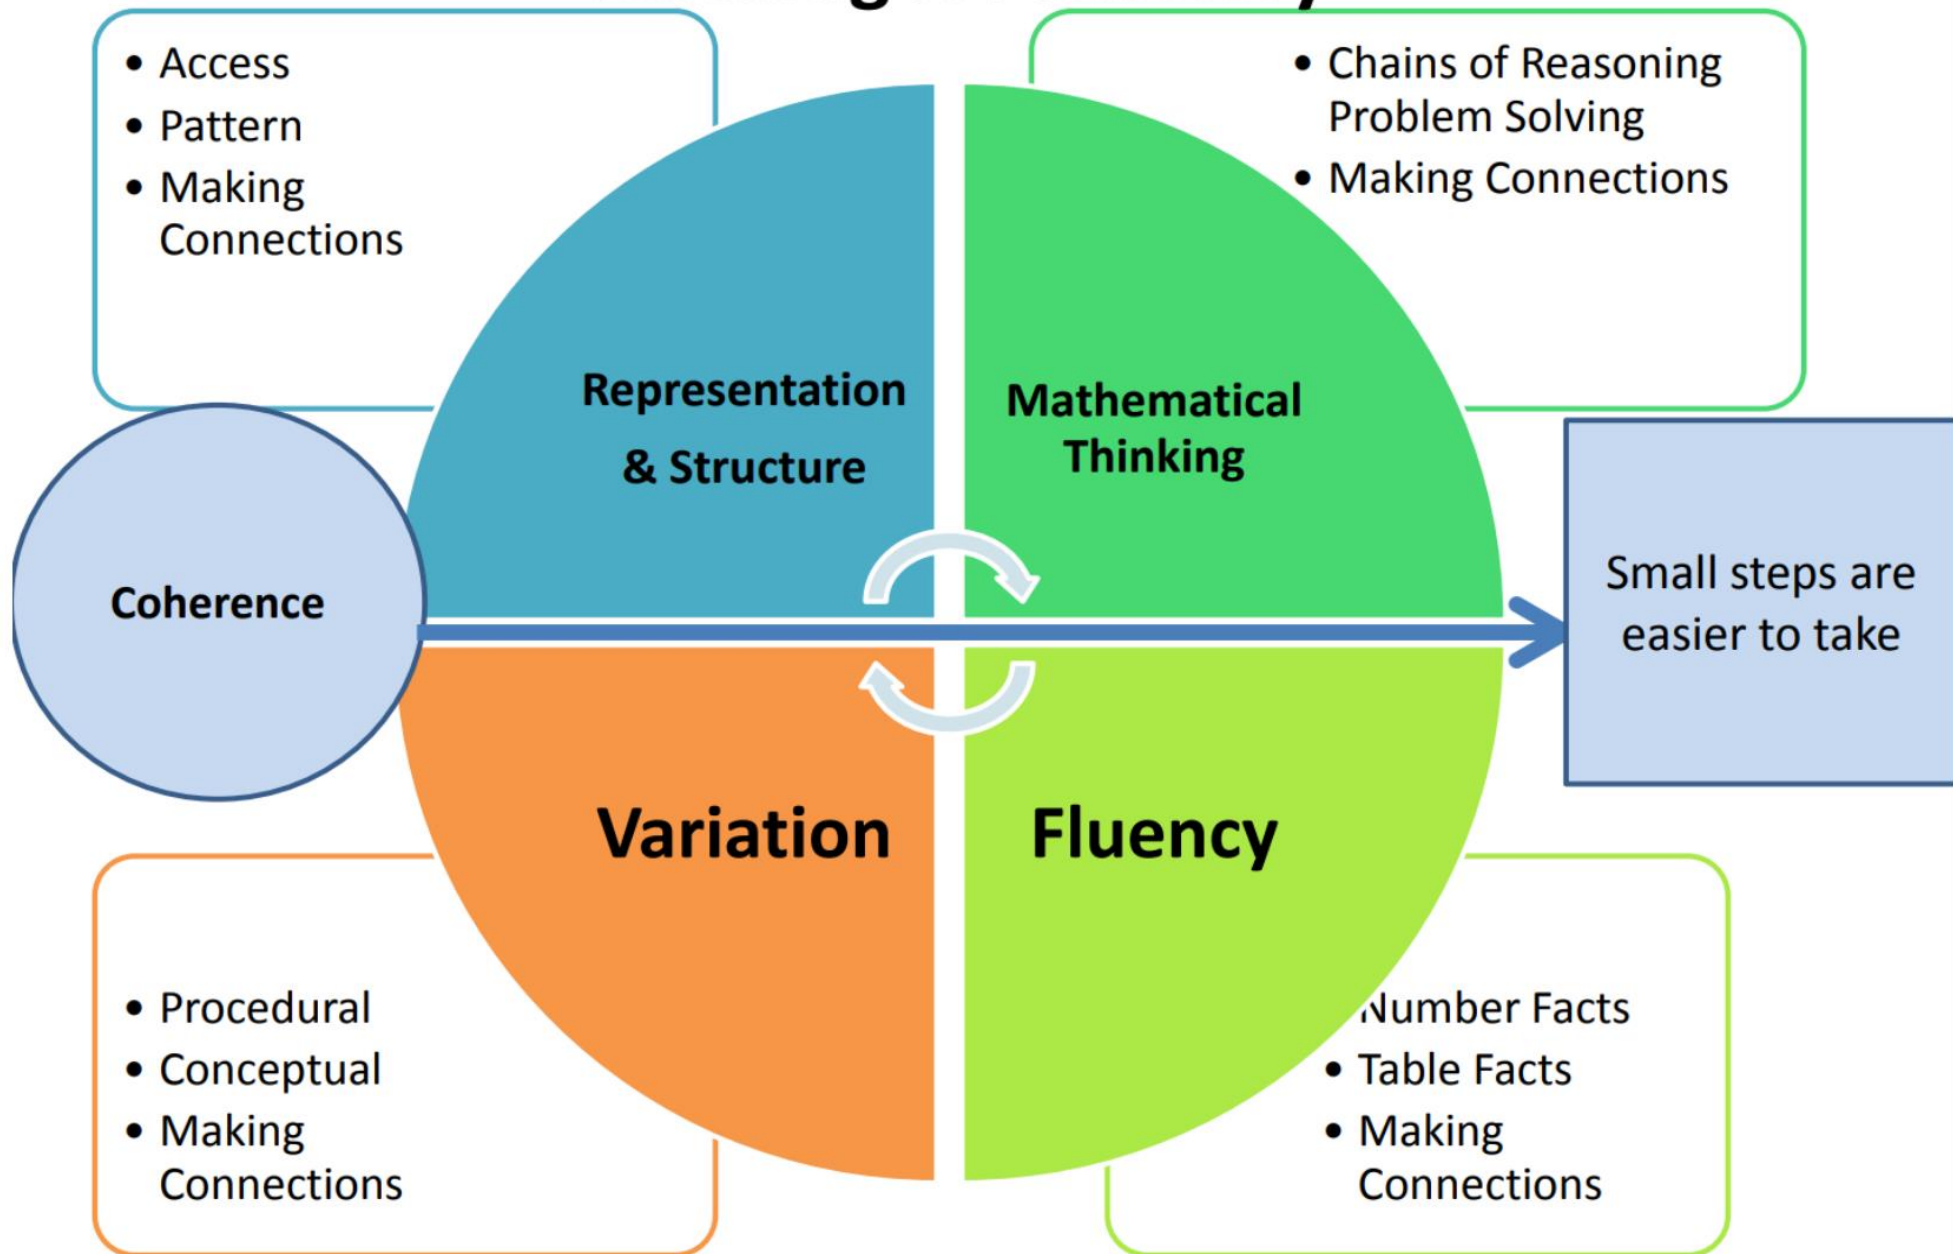 • Access
• Pattern
• Making
Connections
• Chains of Reasoning
Problem Solving
• Making Connections
Representation
& Structure
Mathematical
Thinking
Coherence
Small steps are
easier to take
Variation
Fluency
• Procedural
• Conceptual
• Making
Connections
Number Facts
• Table Facts
• Making
Connections